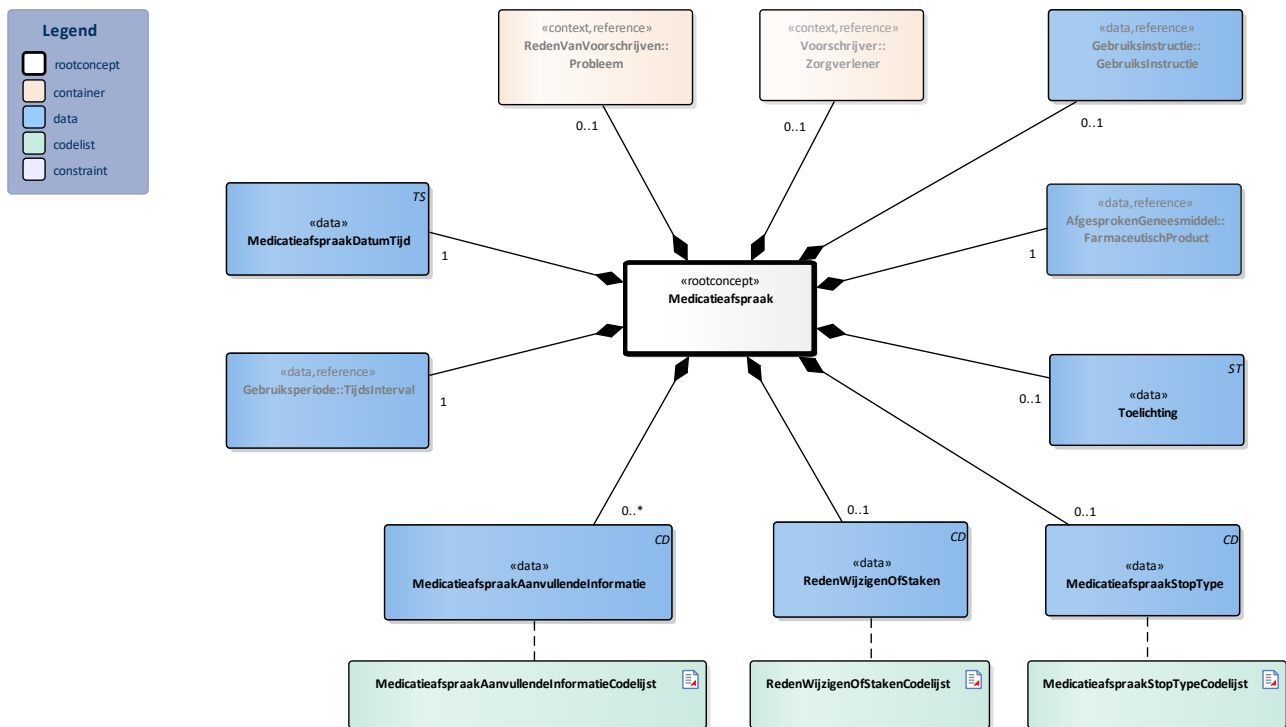 Legend
rootconcept
container
data
codelist
constraint
«context,reference»
RedenVanVoorschrijven::
Probleem
0..1
«context,reference»
Voorschrijver::
Zorgverlener
0..1
«data,reference»
Gebruiksinstructie::
GebruiksInstructie
0..1
TS
«data»
MedicatieafspraakDatumTijd
1
«data,reference»
AfgesprokenGeneesmiddel::
FarmaceutischProduct
1
«rootconcept»
Medicatieafspraak
«data,reference»
Gebruiksperiode::TijdsInterval
1
ST
«data»
Toelichting
0..1
0..*
CD
«data»
MedicatieafspraakAanvullendeInformatie
0..1
CD
«data»
RedenWijzigenOfStaken
0..1
CD
«data»
MedicatieafspraakStopType
MedicatieafspraakAanvullendeInformatieCodelijst
RedenWijzigenOfStakenCodelijst
MedicatieafspraakStopTypeCodelijst